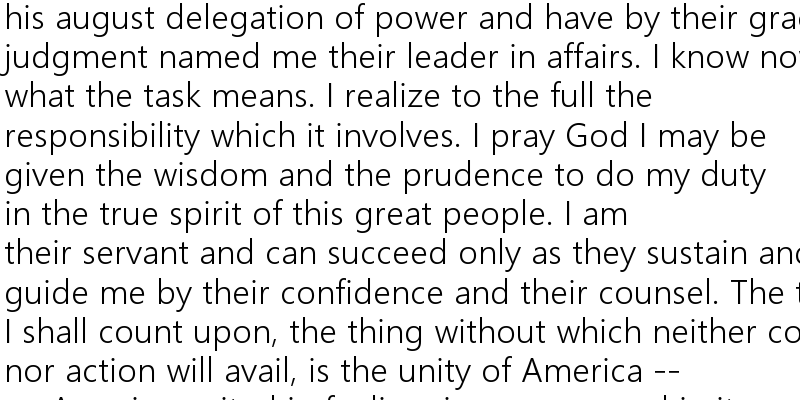 his august delegation of power and have by their
judgment named me their leader in affairs. I know
what the task means. I realize to the full the
responsibility which it involves. I pray God I may be
given the wisdom and the prudence to do my duty
in the true spirit of this great people. I am
their servant and can succeed only as they sustain and
guide me by their confidence and their counsel. The
I shall count upon, the thing without which neither
nor action will avail, is the unity of America --